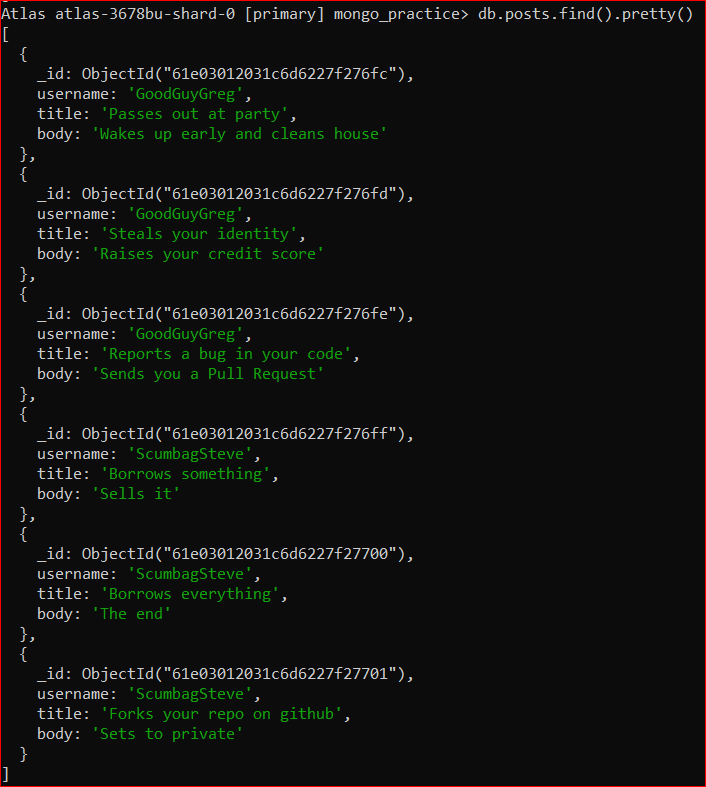 Atlas atlas-3678bu-shard-0 [primary] mongo_practice> db.posts.find().pretty()
[
  {
    _id: ObjectId("61e03012031c6d6227f276fc"),
    username: 'GoodGuyGreg',
    title: 'Passes out at party',
    body: 'Wakes up early and cleans house'
  },
  {
    _id: ObjectId("61e03012031c6d6227f276fd"),
    username: 'GoodGuyGreg',
    title: 'Steals your identity',
    body: 'Raises your credit score'
  },
  {
    _id: ObjectId("61e03012031c6d6227f276fe"),
    username: 'GoodGuyGreg',
    title: 'Reports a bug in your code',
    body: 'Sends you a Pull Request'
  },
  {
    _id: ObjectId("61e03012031c6d6227f276ff"),
    username: 'ScumbagSteve',
    title: 'Borrows something',
    body: 'Sells it'
  },
  {
    _id: ObjectId("61e03012031c6d6227f27700"),
    username: 'ScumbagSteve',
    title: 'Borrows everything',
    body: 'The end'
  },
  {
    _id: ObjectId("61e03012031c6d6227f27701"),
    username: 'ScumbagSteve',
    title: 'Forks your repo on github',
    body: 'Sets to private'
  }
]